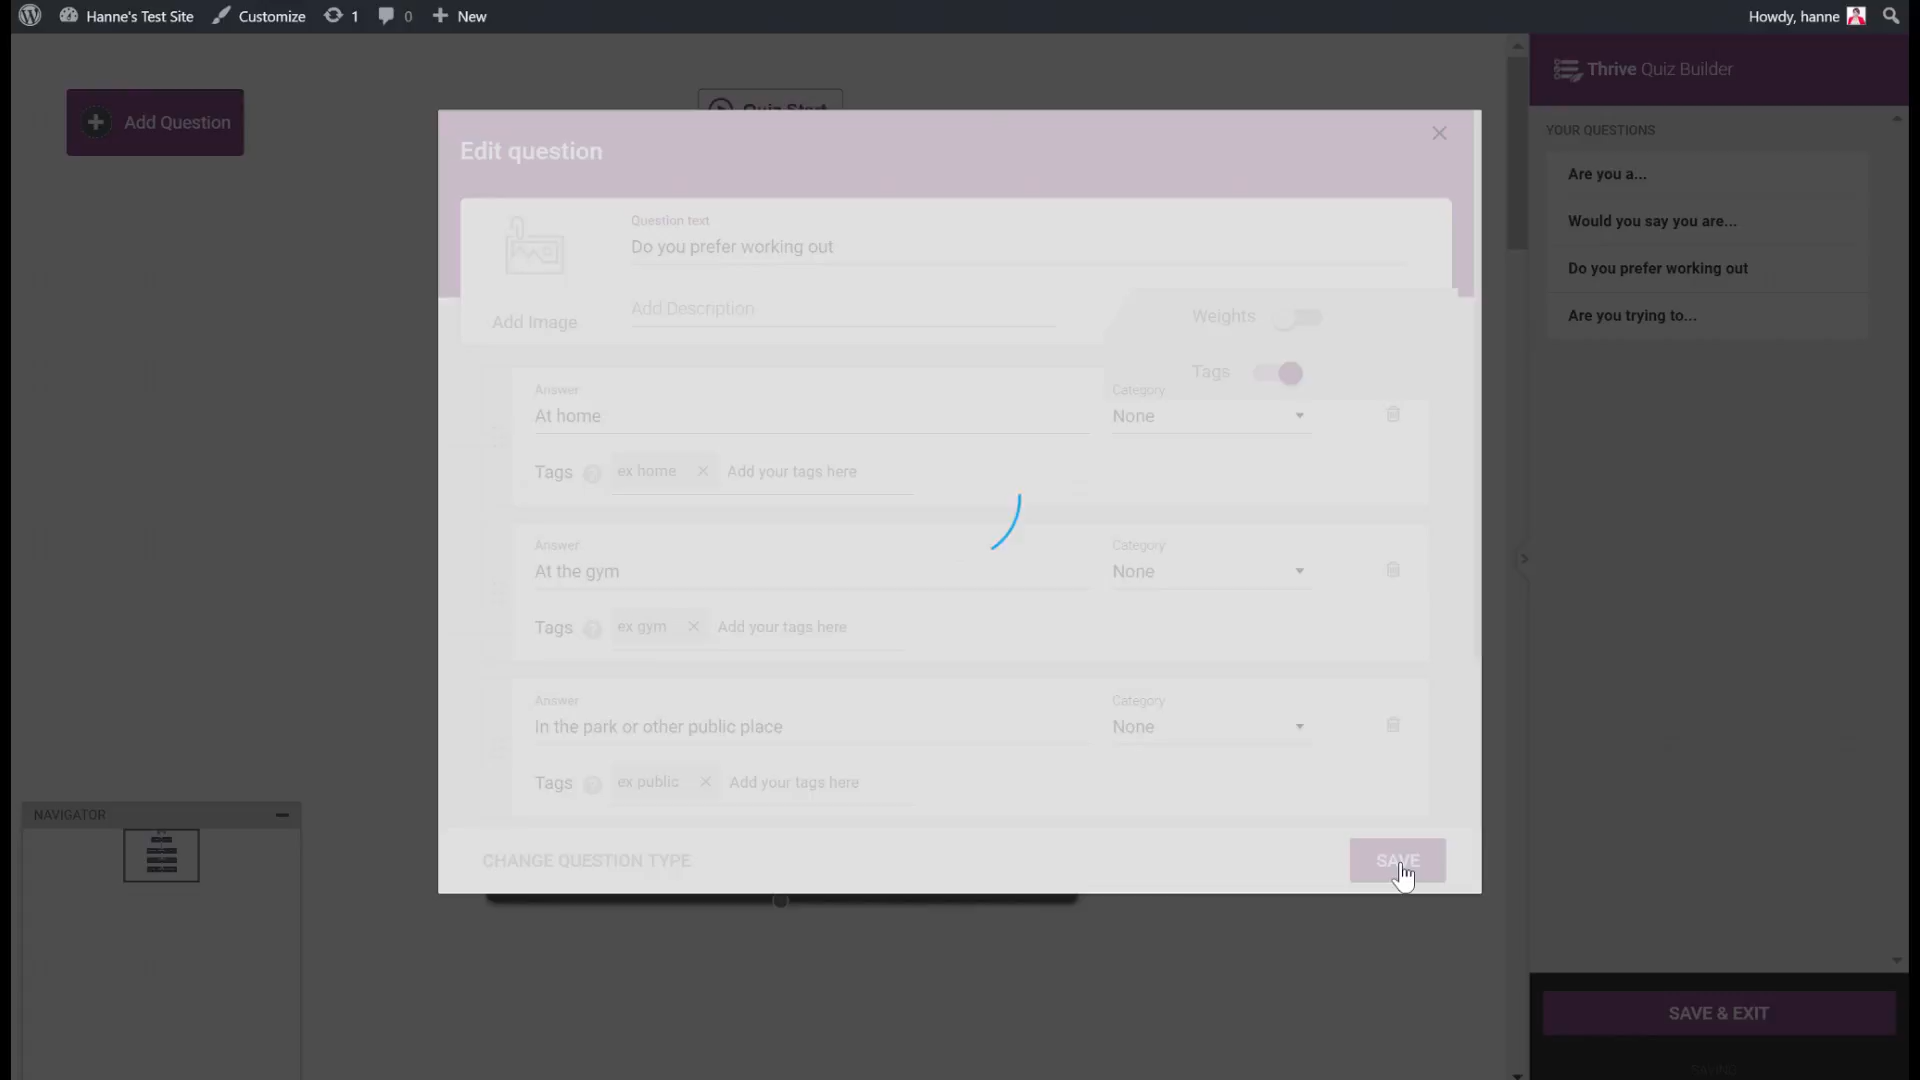 Hanne's Test Site Customize 1 0 New Howdy, hanne
Add Question
Quiz Start
Thrive Quiz Builder
YOUR QUESTIONS
Are you a...
Would you say you are...
Do you prefer working out
Are you trying to...
Edit question
Question text
Do you prefer working out
Add Image
Add Description
Weights
Tags
Answer
Category
At home
None
Tags ? ex home Add your tags here
Answer
Category
At the gym
None
Tags ? ex gym Add your tags here
Answer
Category
In the park or other public place
None
Tags ? ex public Add your tags here
CHANGE QUESTION TYPE
SAVE
NAVIGATOR
SAVE & EXIT
SAVING